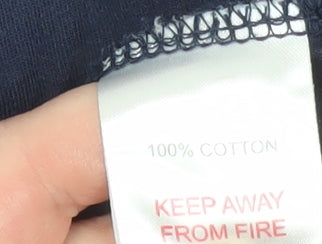 100% COTTON
KEEP AWAY
FROM FIRE